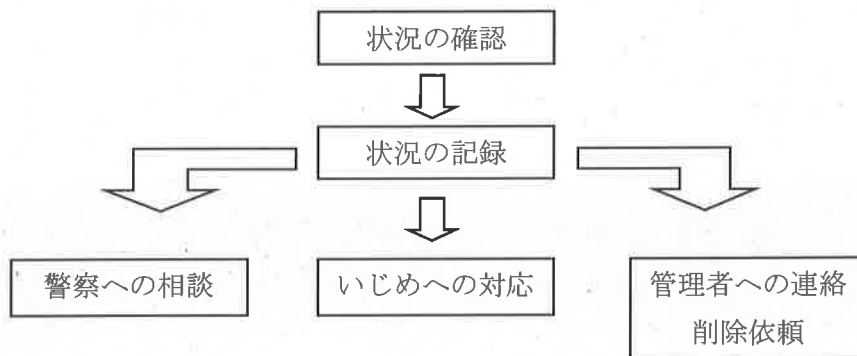 状況の確認
状況の記録
警察への相談
いじめへの対応
管理者への連絡
削除依頼